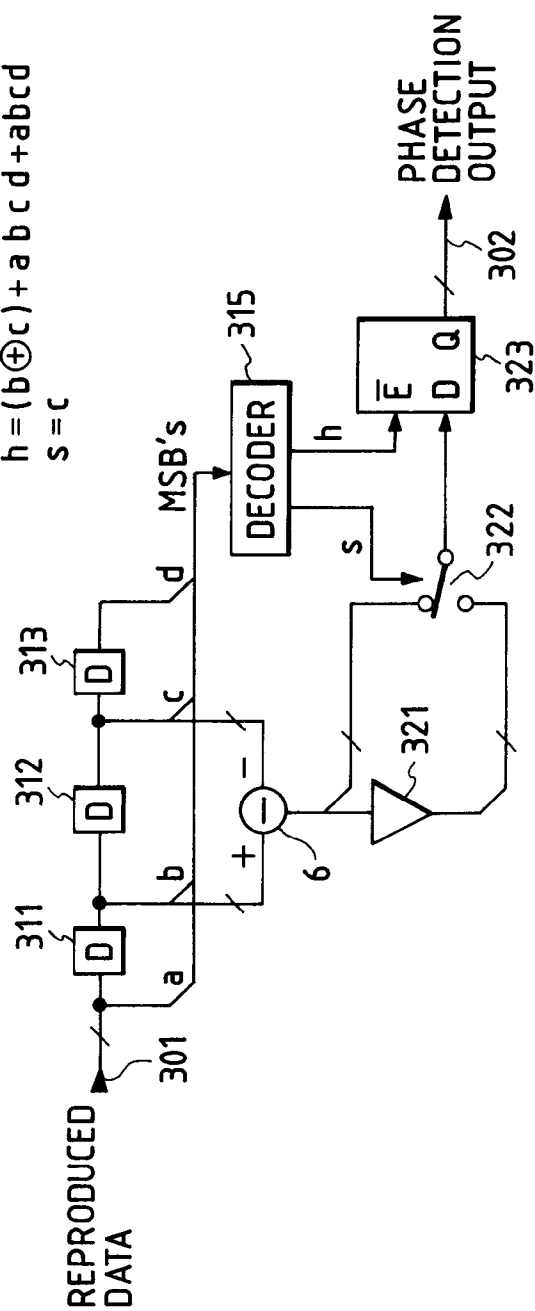 h=(b⊕c)+a b c d+abcd
s=c
REPRODUCED
DATA
301
311
D
312
D
313
D
a
b
c
d
MSB's
+
−
−
6
321
DECODER
315
s
h
322
E̅
D Q
323
302
PHASE
DETECTION
OUTPUT